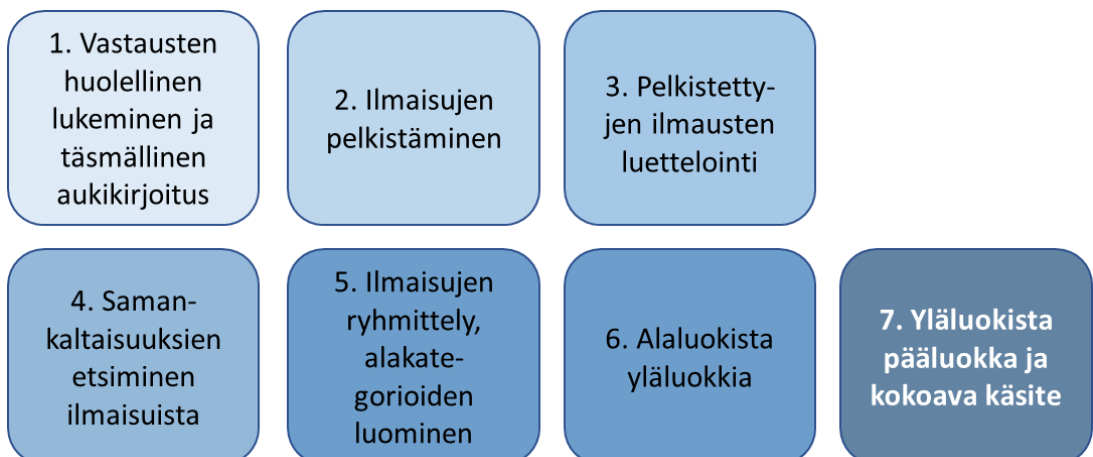 1. Vastausten
huolellinen
lukeminen ja
täsmällinen
aukikirjoitus
2. Ilmaisujen
pelkistäminen
3. Pelkistetty-
jen ilmausten
luettelointi
4. Saman-
kaltaisuuksien
etsiminen
ilmaisuista
5. Ilmaisujen
ryhmittely,
alakate-
gorioiden
luominen
6. Alaluokista
yläluokkia
7. Yläluokista
pääluokka ja
kokoava käsite